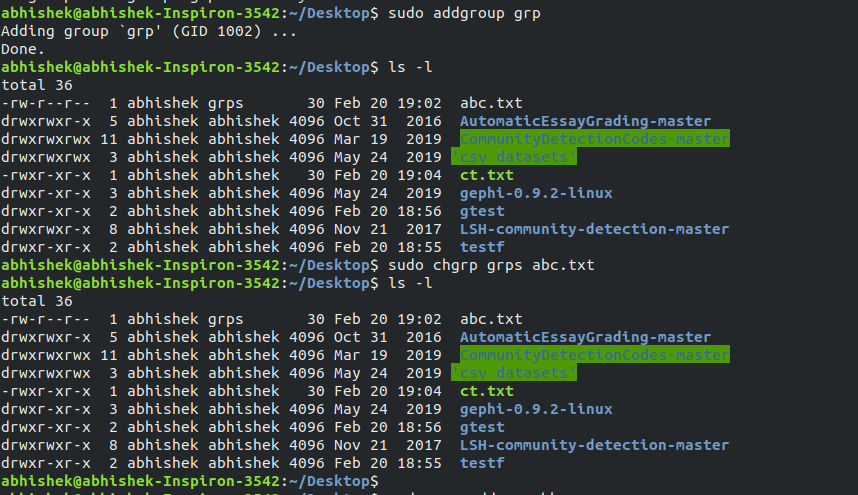 abhishek@abhishek-Inspiron-3542:~/Desktop$ sudo addgroup grp
Adding group `grp' (GID 1002) ...
Done.
abhishek@abhishek-Inspiron-3542:~/Desktop$ ls -l
total 36
-rw-r--r--  1 abhishek grps       30 Feb 20 19:02  abc.txt
drwxrwxr-x  5 abhishek abhishek 4096 Oct 31  2016  AutomaticEssayGrading-master
drwxrwxrwx 11 abhishek abhishek 4096 Mar 19  2019  CommunityDetectionCodes-master
drwxrwxrwx  3 abhishek abhishek 4096 May 24  2019 'csv datasets'
-rwxr-xr-x  1 abhishek abhishek   30 Feb 20 19:04  ct.txt
drwxr-xr-x  3 abhishek abhishek 4096 May 24  2019  gephi-0.9.2-linux
drwxr-xr-x  2 abhishek abhishek 4096 Feb 20 18:56  gtest
drwxrwxr-x  8 abhishek abhishek 4096 Nov 21  2017  LSH-community-detection-master
drwxr-xr-x  2 abhishek abhishek 4096 Feb 20 18:55  testf
abhishek@abhishek-Inspiron-3542:~/Desktop$ sudo chgrp grps abc.txt
abhishek@abhishek-Inspiron-3542:~/Desktop$ ls -l
total 36
-rw-r--r--  1 abhishek grps       30 Feb 20 19:02  abc.txt
drwxrwxr-x  5 abhishek abhishek 4096 Oct 31  2016  AutomaticEssayGrading-master
drwxrwxrwx 11 abhishek abhishek 4096 Mar 19  2019  CommunityDetectionCodes-master
drwxrwxrwx  3 abhishek abhishek 4096 May 24  2019 'csv datasets'
-rwxr-xr-x  1 abhishek abhishek   30 Feb 20 19:04  ct.txt
drwxr-xr-x  3 abhishek abhishek 4096 May 24  2019  gephi-0.9.2-linux
drwxr-xr-x  2 abhishek abhishek 4096 Feb 20 18:56  gtest
drwxrwxr-x  8 abhishek abhishek 4096 Nov 21  2017  LSH-community-detection-master
drwxr-xr-x  2 abhishek abhishek 4096 Feb 20 18:55  testf
abhishek@abhishek-Inspiron-3542:~/Desktop$